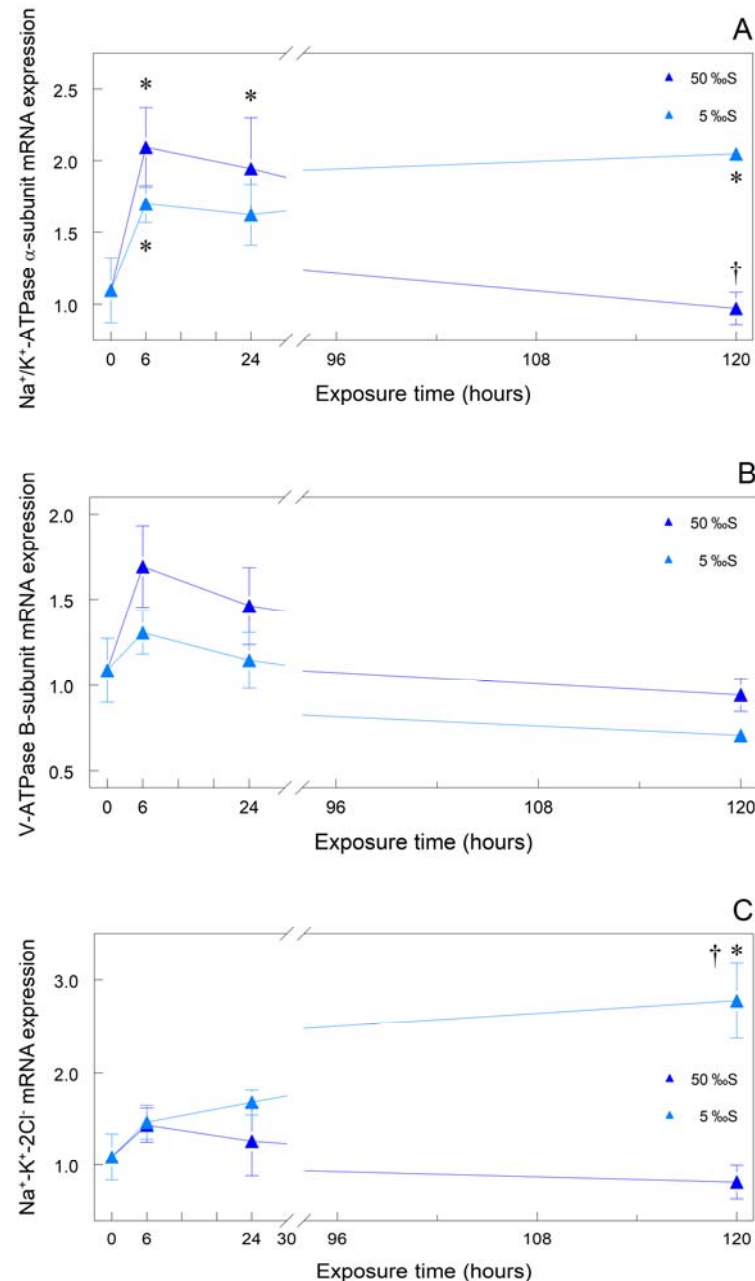 A
Na⁺/K⁺-ATPase α-subunit mRNA expression
2.5
2.0
1.5
1.0
* *
*
*
†
50 ‰S
5 ‰S
0 6 24 96 108 120
Exposure time (hours)
B
V-ATPase B-subunit mRNA expression
2.0
1.5
1.0
0.5
50 ‰S
5 ‰S
0 6 24 96 108 120
Exposure time (hours)
C
Na⁺-K⁺-2Cl⁻ mRNA expression
† *
3.0
2.0
1.0
50 ‰S
5 ‰S
0 6 24 30 96 108 120
Exposure time (hours)